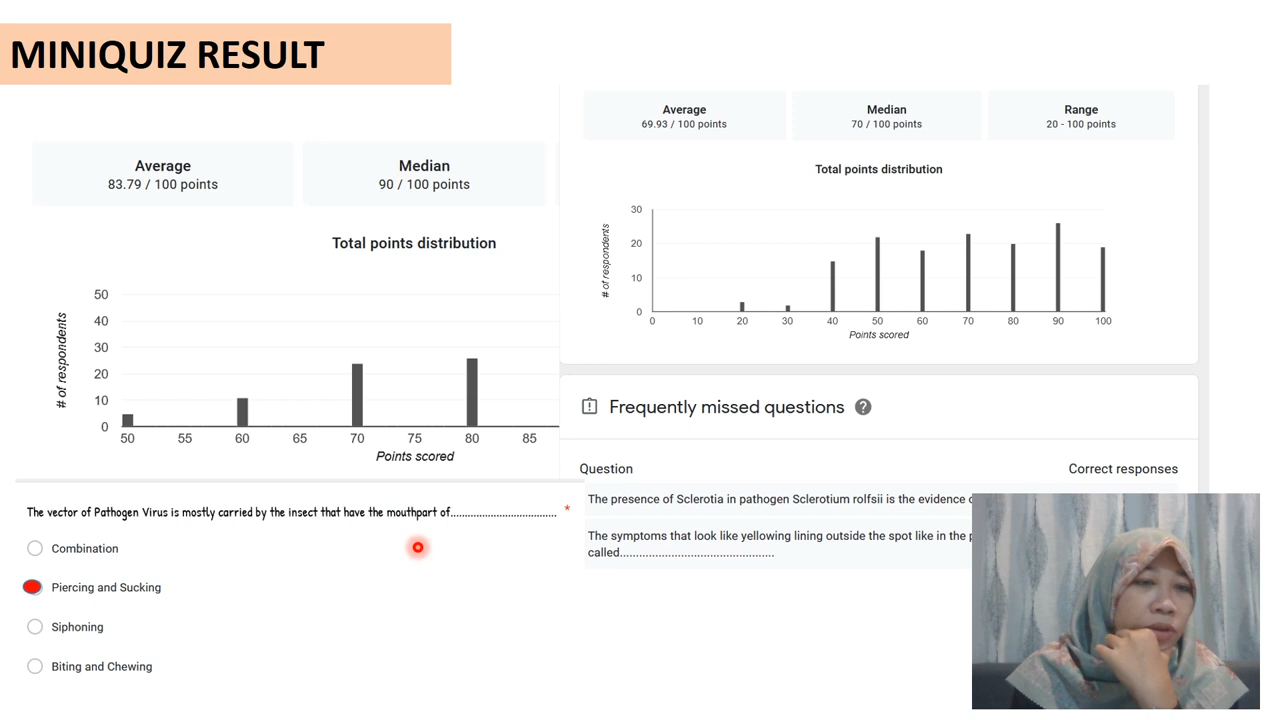 MINIQUIZ RESULT
Average
83.79 / 100 points
Median
90 / 100 points
Total points distribution
# of respondents
50
40
30
20
10
0
50 55 60 65 70 75 80 85
Points scored
The vector of Pathogen Virus is mostly carried by the insect that have the mouthpart of.................................... *
Combination
Piercing and Sucking
Siphoning
Biting and Chewing
Average
69.93 / 100 points
Median
70 / 100 points
Range
20 - 100 points
Total points distribution
# of respondents
30
20
10
0
0 10 20 30 40 50 60 70 80 90 100
Points scored
Frequently missed questions ?
Question Correct responses
The presence of Sclerotia in pathogen Sclerotium rolfsii is the evidence
The symptoms that look like yellowing lining outside the spot like in the
called..........................................